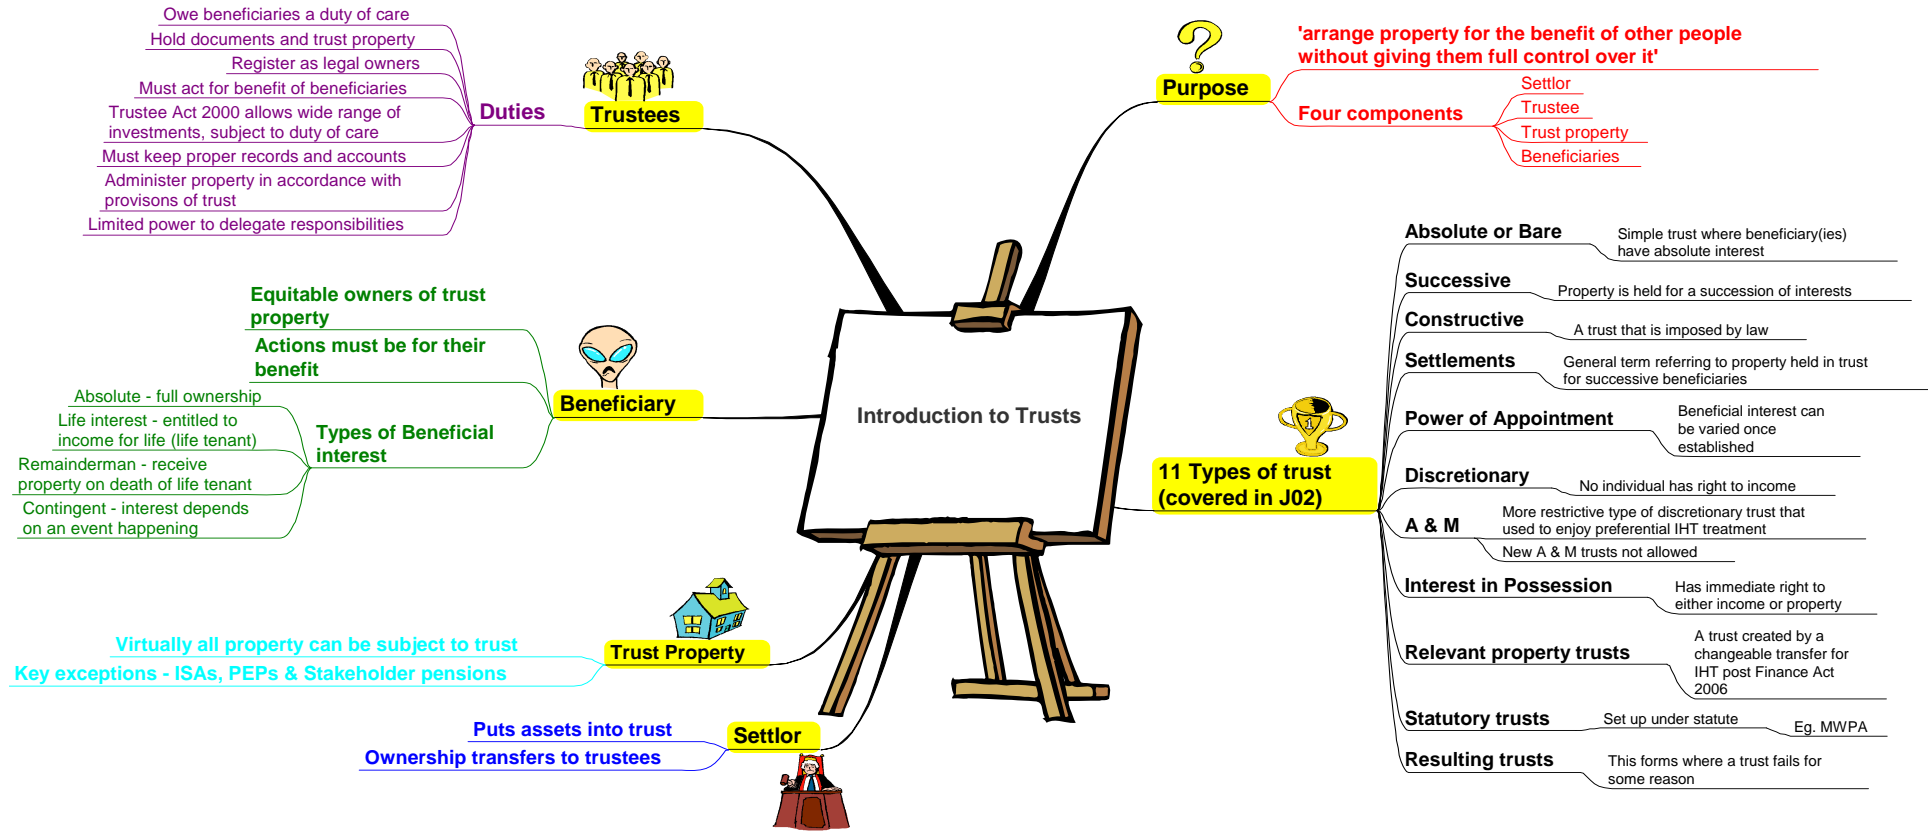 Introduction to Trusts
Purpose
'arrange property for the benefit of other people
without giving them full control over it'
Four components
Settlor
Trustee
Trust property
Beneficiaries
11 Types of trust
(covered in J02)
Absolute or Bare
Simple trust where beneficiary(ies)
have absolute interest
Successive
Property is held for a succession of interests
Constructive
A trust that is imposed by law
Settlements
General term referring to property held in trust
for successive beneficiaries
Power of Appointment
Beneficial interest can
be varied once
established
Discretionary
No individual has right to income
A & M
More restrictive type of discretionary trust that
used to enjoy preferential IHT treatment
New A & M trusts not allowed
Interest in Possession
Has immediate right to
either income or property
Relevant property trusts
A trust created by a
changeable transfer for
IHT post Finance Act
2006
Statutory trusts
Set up under statute
Eg. MWPA
Resulting trusts
This forms where a trust fails for
some reason
1
Trustees
Duties
Owe beneficiaries a duty of care
Hold documents and trust property
Register as legal owners
Must act for benefit of beneficiaries
Trustee Act 2000 allows wide range of
investments, subject to duty of care
Must keep proper records and accounts
Administer property in accordance with
provisons of trust
Limited power to delegate responsibilities
Beneficiary
Equitable owners of trust
property
Actions must be for their
benefit
Types of Beneficial
interest
Absolute - full ownership
Life interest - entitled to
income for life (life tenant)
Remainderman - receive
property on death of life tenant
Contingent - interest depends
on an event happening
Trust Property
Virtually all property can be subject to trust
Key exceptions - ISAs, PEPs & Stakeholder pensions
Settlor
Puts assets into trust
Ownership transfers to trustees